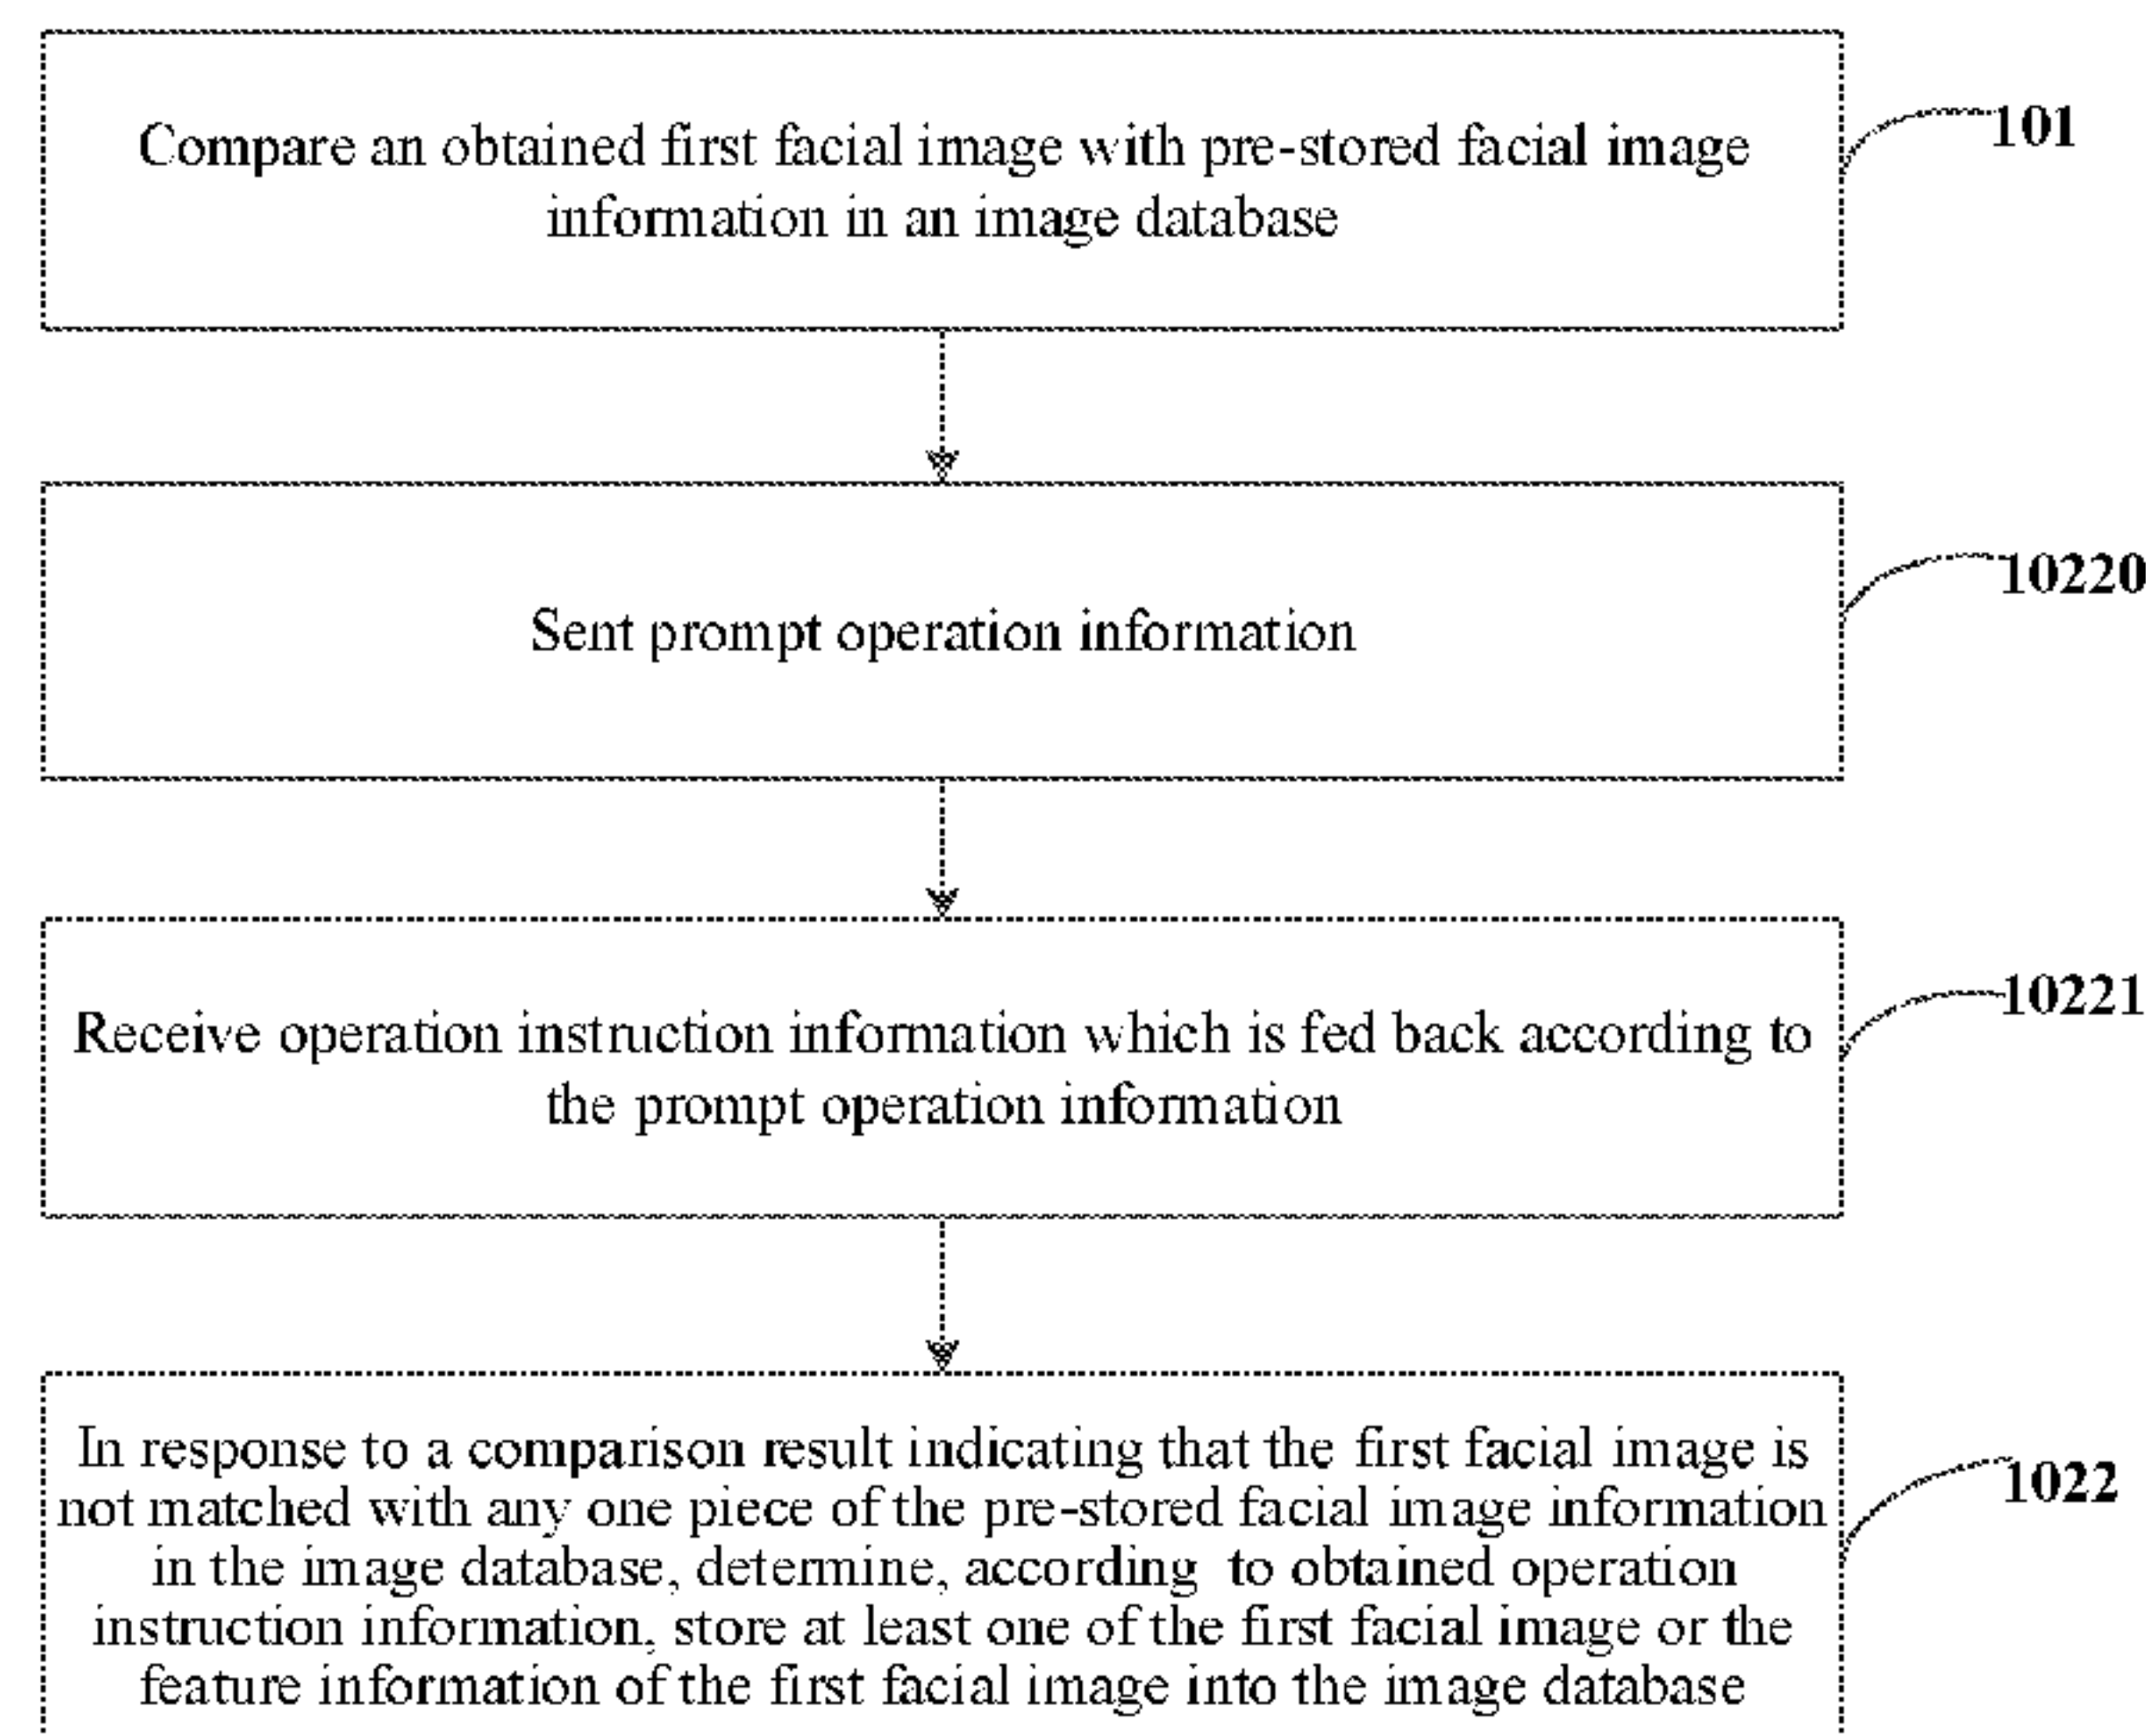 Compare an obtained first facial image with pre-stored facial image
information in an image database
101
Sent prompt operation information
10220
Receive operation instruction information which is fed back according to
the prompt operation information
10221
In response to a comparison result indicating that the first facial image is
not matched with any one piece of the pre-stored facial image information
in the image database, determine, according to obtained operation
instruction information, store at least one of the first facial image or the
feature information of the first facial image into the image database
1022